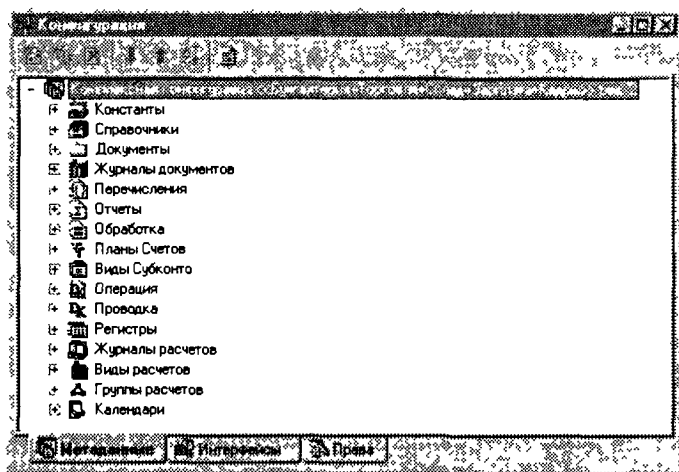 Конфигурация
Константы
Справочники
Документы
Журналы документов
Перечисления
Отчеты
Обработка
Планы Счетов
Виды Субконто
Операция
Проводка
Регистры
Журналы расчетов
Виды расчетов
Группы расчетов
Календари
Метаданные Интерфейсы Права